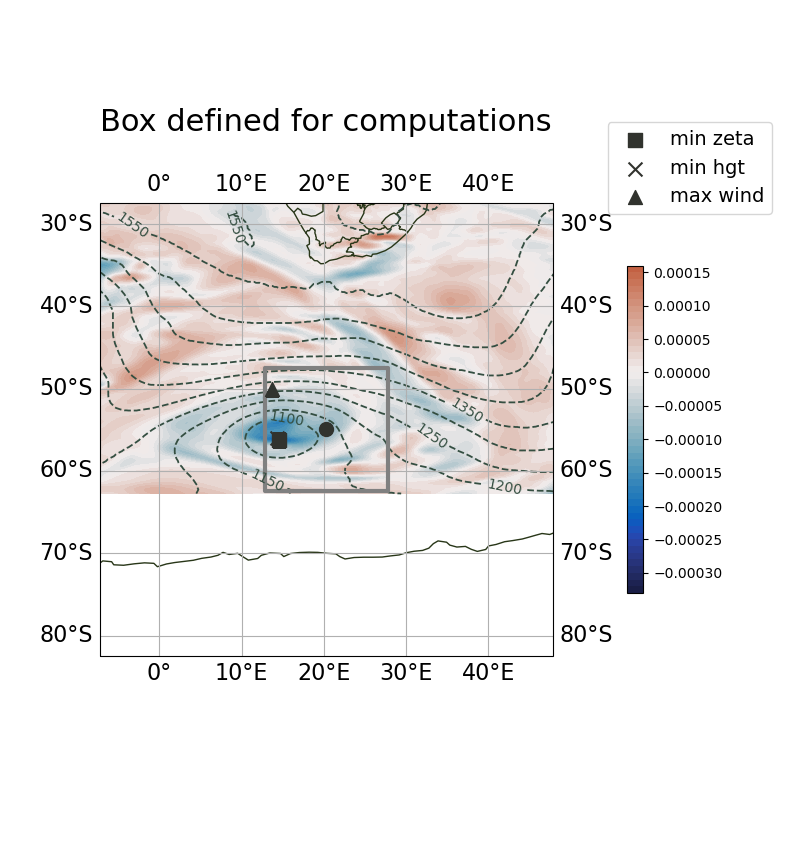 Box defined for computations
min zeta
min hgt
max wind
0° 10°E 20°E 30°E 40°E
30°S 30°S
40°S 40°S
50°S 50°S
60°S 60°S
70°S 70°S
80°S 80°S
0° 10°E 20°E 30°E 40°E
1550
1550
1100
1350
1250
1150
1200
0.00015
0.00010
0.00005
0.00000
−0.00005
−0.00010
−0.00015
−0.00020
−0.00025
−0.00030